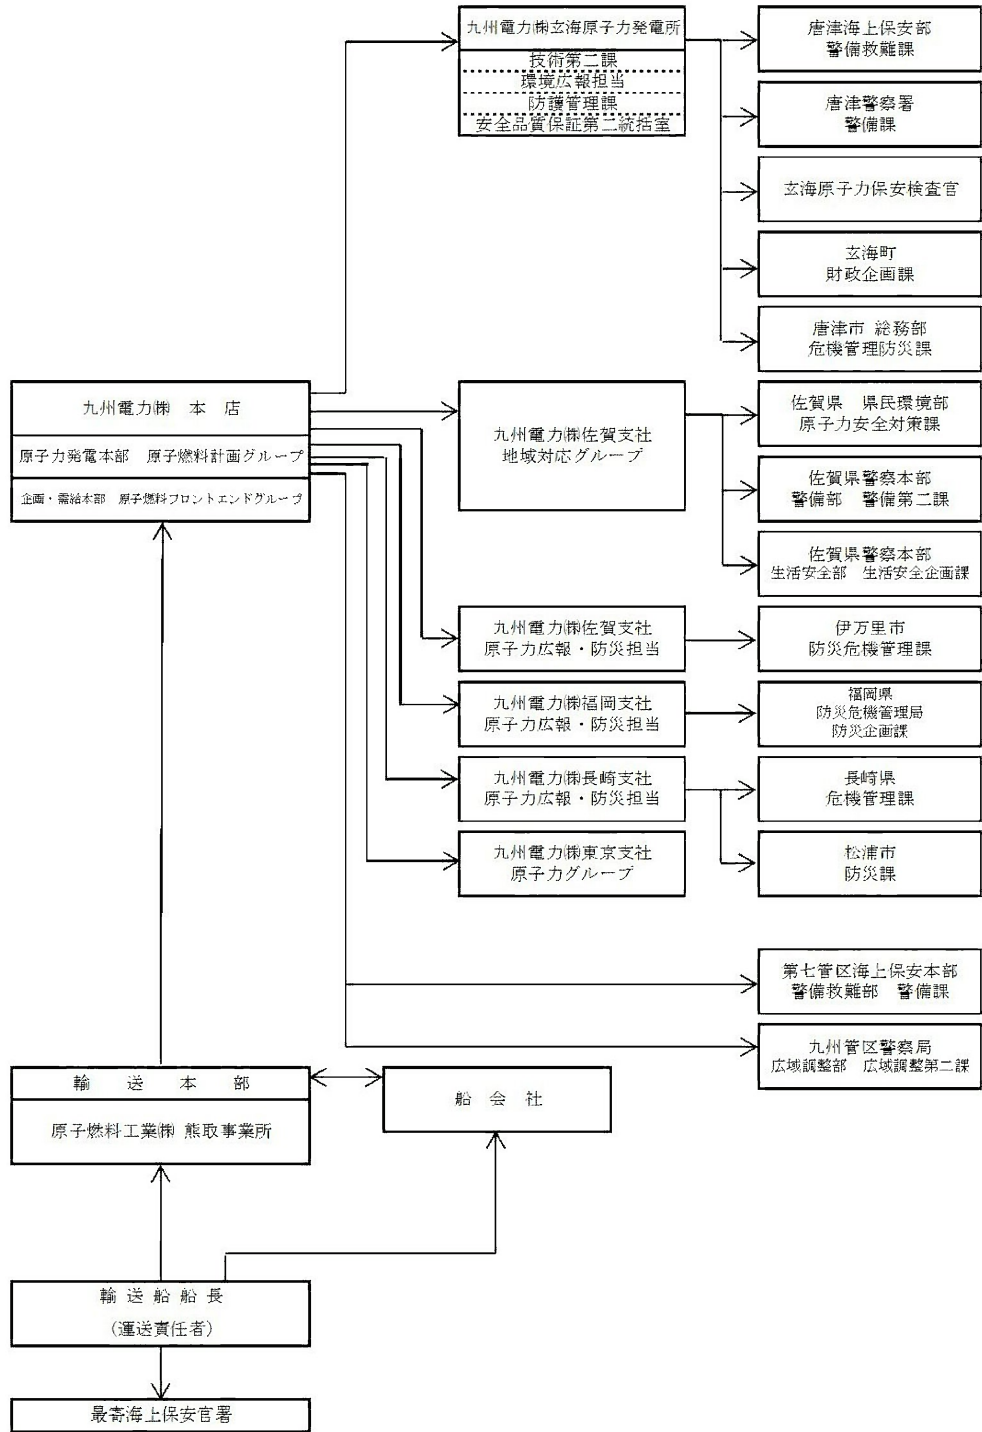 九州電力㈱玄海原子力発電所
技術第二課
環境広報担当
防護管理課
安全品質保証第二統括室
唐津海上保安部
警備救難課
唐津警察署
警備課
玄海原子力保安検査官
玄海町
財政企画課
唐津市 総務部
危機管理防災課
九州電力㈱ 本 店
原子力発電本部 原子燃料計画グループ
企画・需給本部 原子燃料フロントエンドグループ
九州電力㈱佐賀支社
地域対応グループ
佐賀県 県民環境部
原子力安全対策課
佐賀県警察本部
警備部 警備第二課
佐賀県警察本部
生活安全部 生活安全企画課
九州電力㈱佐賀支社
原子力広報・防災担当
伊万里市
防災危機管理課
九州電力㈱福岡支社
原子力広報・防災担当
福岡県
防災危機管理局
防災企画課
九州電力㈱長崎支社
原子力広報・防災担当
長崎県
危機管理課
九州電力㈱東京支社
原子力グループ
松浦市
防災課
第七管区海上保安本部
警備救難部 警備課
九州管区警察局
広域調整部 広域調整第二課
輸 送 本 部
原子燃料工業㈱ 熊取事業所
船 会 社
輸 送 船 船 長
(運送責任者)
最寄海上保安官署